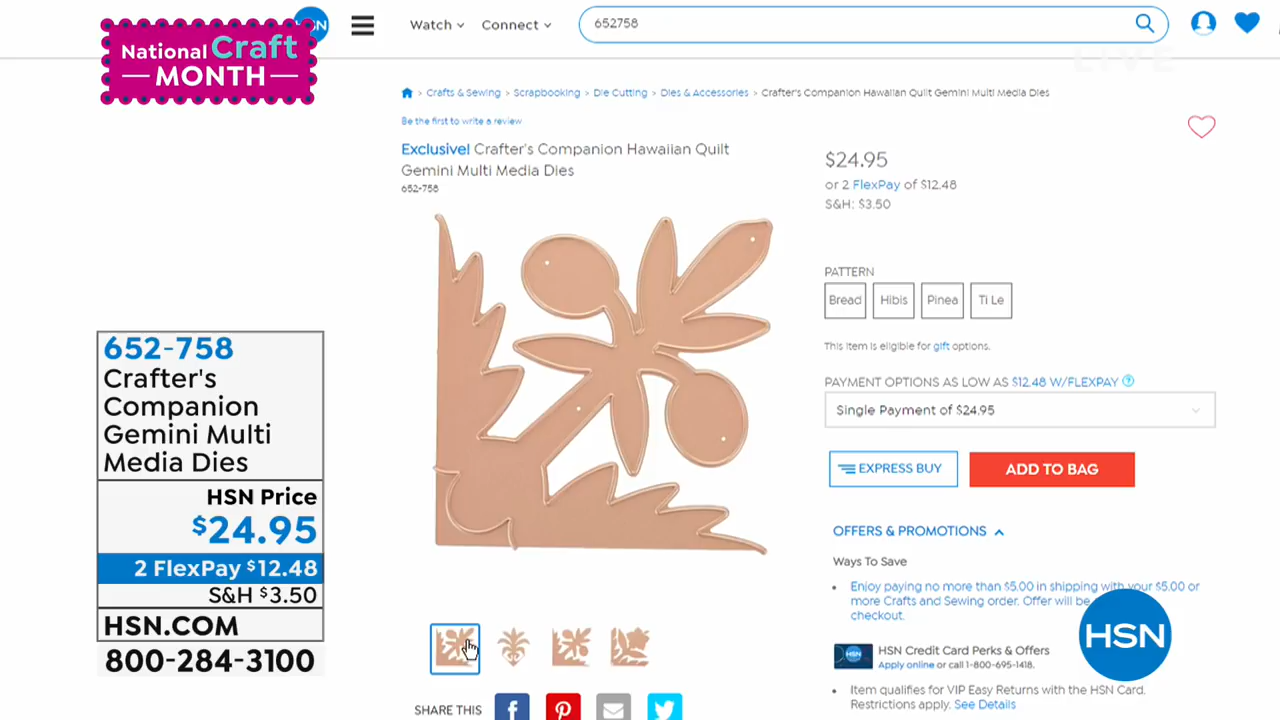 National Craft
MONTH
HSN
Watch
Connect
652758
LIVE
Crafts & Sewing > Scrapbooking > Die Cutting > Dies & Accessories > Crafter's Companion Hawaiian Quilt Gemini Multi Media Dies
Be the first to write a review
Exclusive! Crafter's Companion Hawaiian Quilt
Gemini Multi Media Dies
652-758
$24.95
or 2 FlexPay of $12.48
S&H: $3.50
PATTERN
Bread
Hibis
Pinea
Ti Le
This item is eligible for gift options.
PAYMENT OPTIONS AS LOW AS $12.48 W/FLEXPAY ?
Single Payment of $24.95
EXPRESS BUY
ADD TO BAG
OFFERS & PROMOTIONS
Ways To Save
• Enjoy paying no more than $5.00 in shipping with your $5.00 or
more Crafts and Sewing order. Offer will be
checkout.
HSN
HSN Credit Card Perks & Offers
Apply online or call 1-800-695-1418.
• Item qualifies for VIP Easy Returns with the HSN Card.
Restrictions apply. See Details
SHARE THIS
652-758
Crafter's
Companion
Gemini Multi
Media Dies
HSN Price
$24.95
2 FlexPay $12.48
S&H $3.50
HSN.COM
800-284-3100
HSN